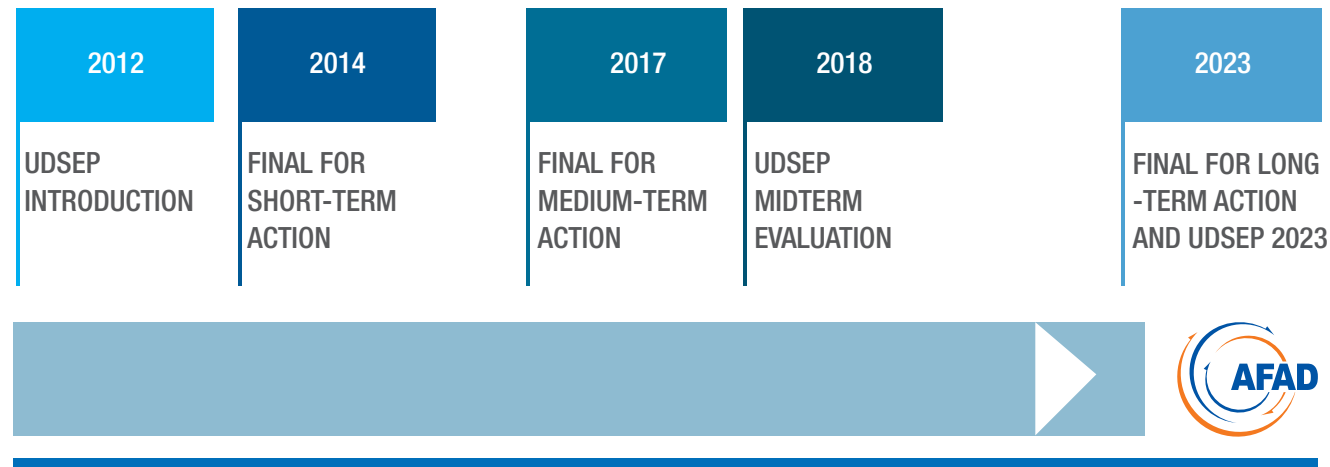 2012
UDSEP
INTRODUCTION
2014
FINAL FOR
SHORT-TERM
ACTION
2017
FINAL FOR
MEDIUM-TERM
ACTION
2018
UDSEP
MIDTERM
EVALUATION
2023
FINAL FOR LONG
-TERM ACTION
AND UDSEP 2023
AFAD